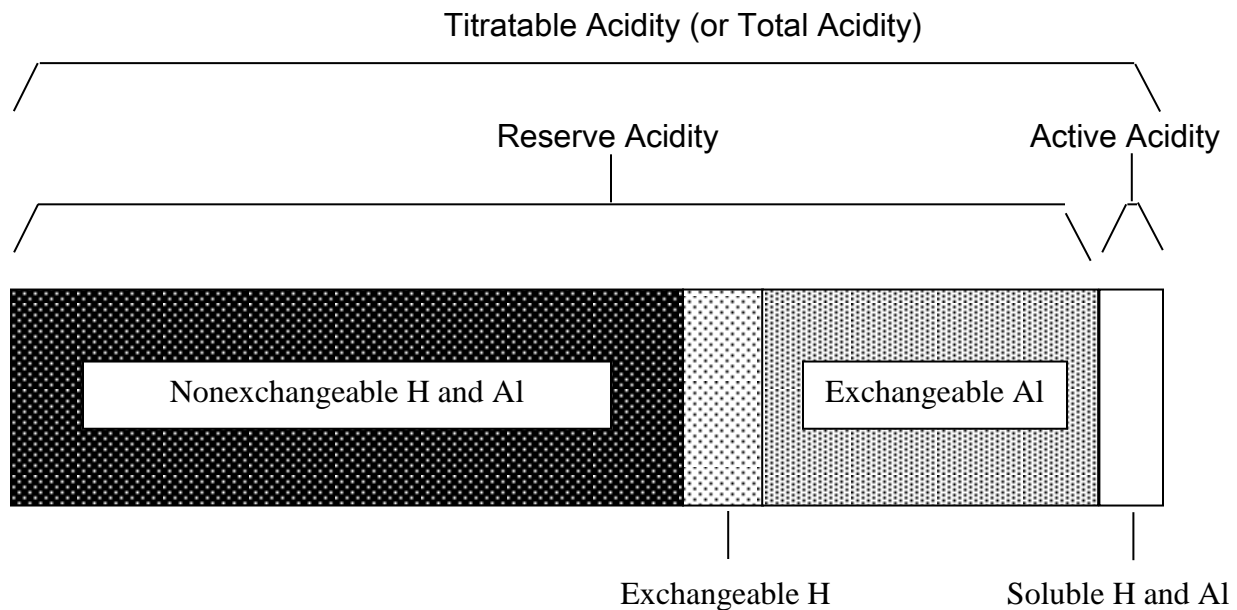 Titratable Acidity (or Total Acidity)
Reserve Acidity
Active Acidity
Nonexchangeable H and Al
Exchangeable Al
Exchangeable H
Soluble H and Al